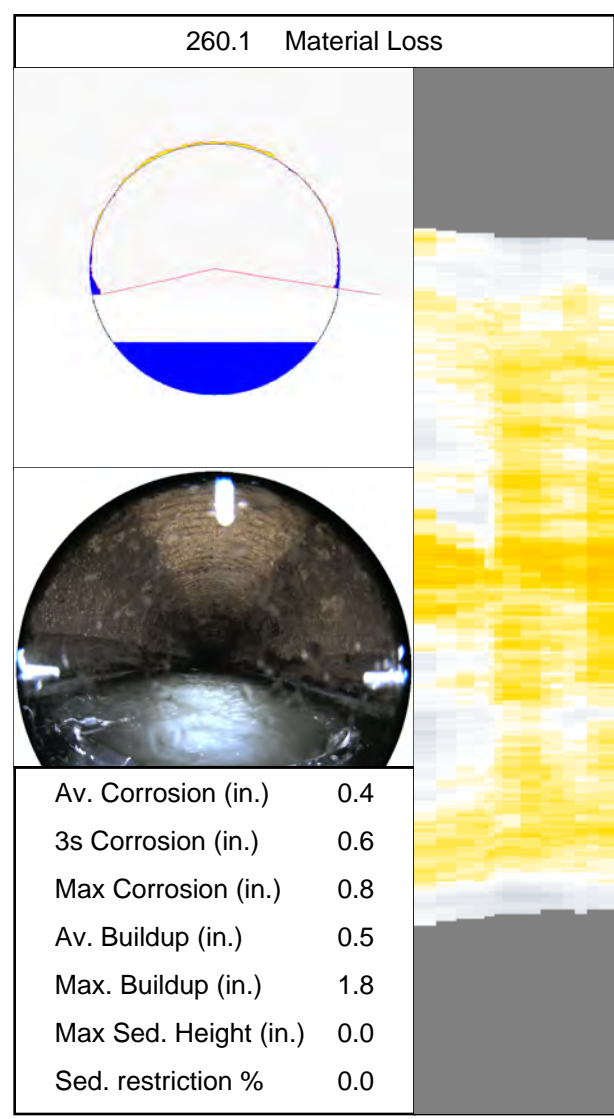 260.1 Material Loss
Av. Corrosion (in.) 0.4
3s Corrosion (in.) 0.6
Max Corrosion (in.) 0.8
Av. Buildup (in.) 0.5
Max. Buildup (in.) 1.8
Max Sed. Height (in.) 0.0
Sed. restriction % 0.0